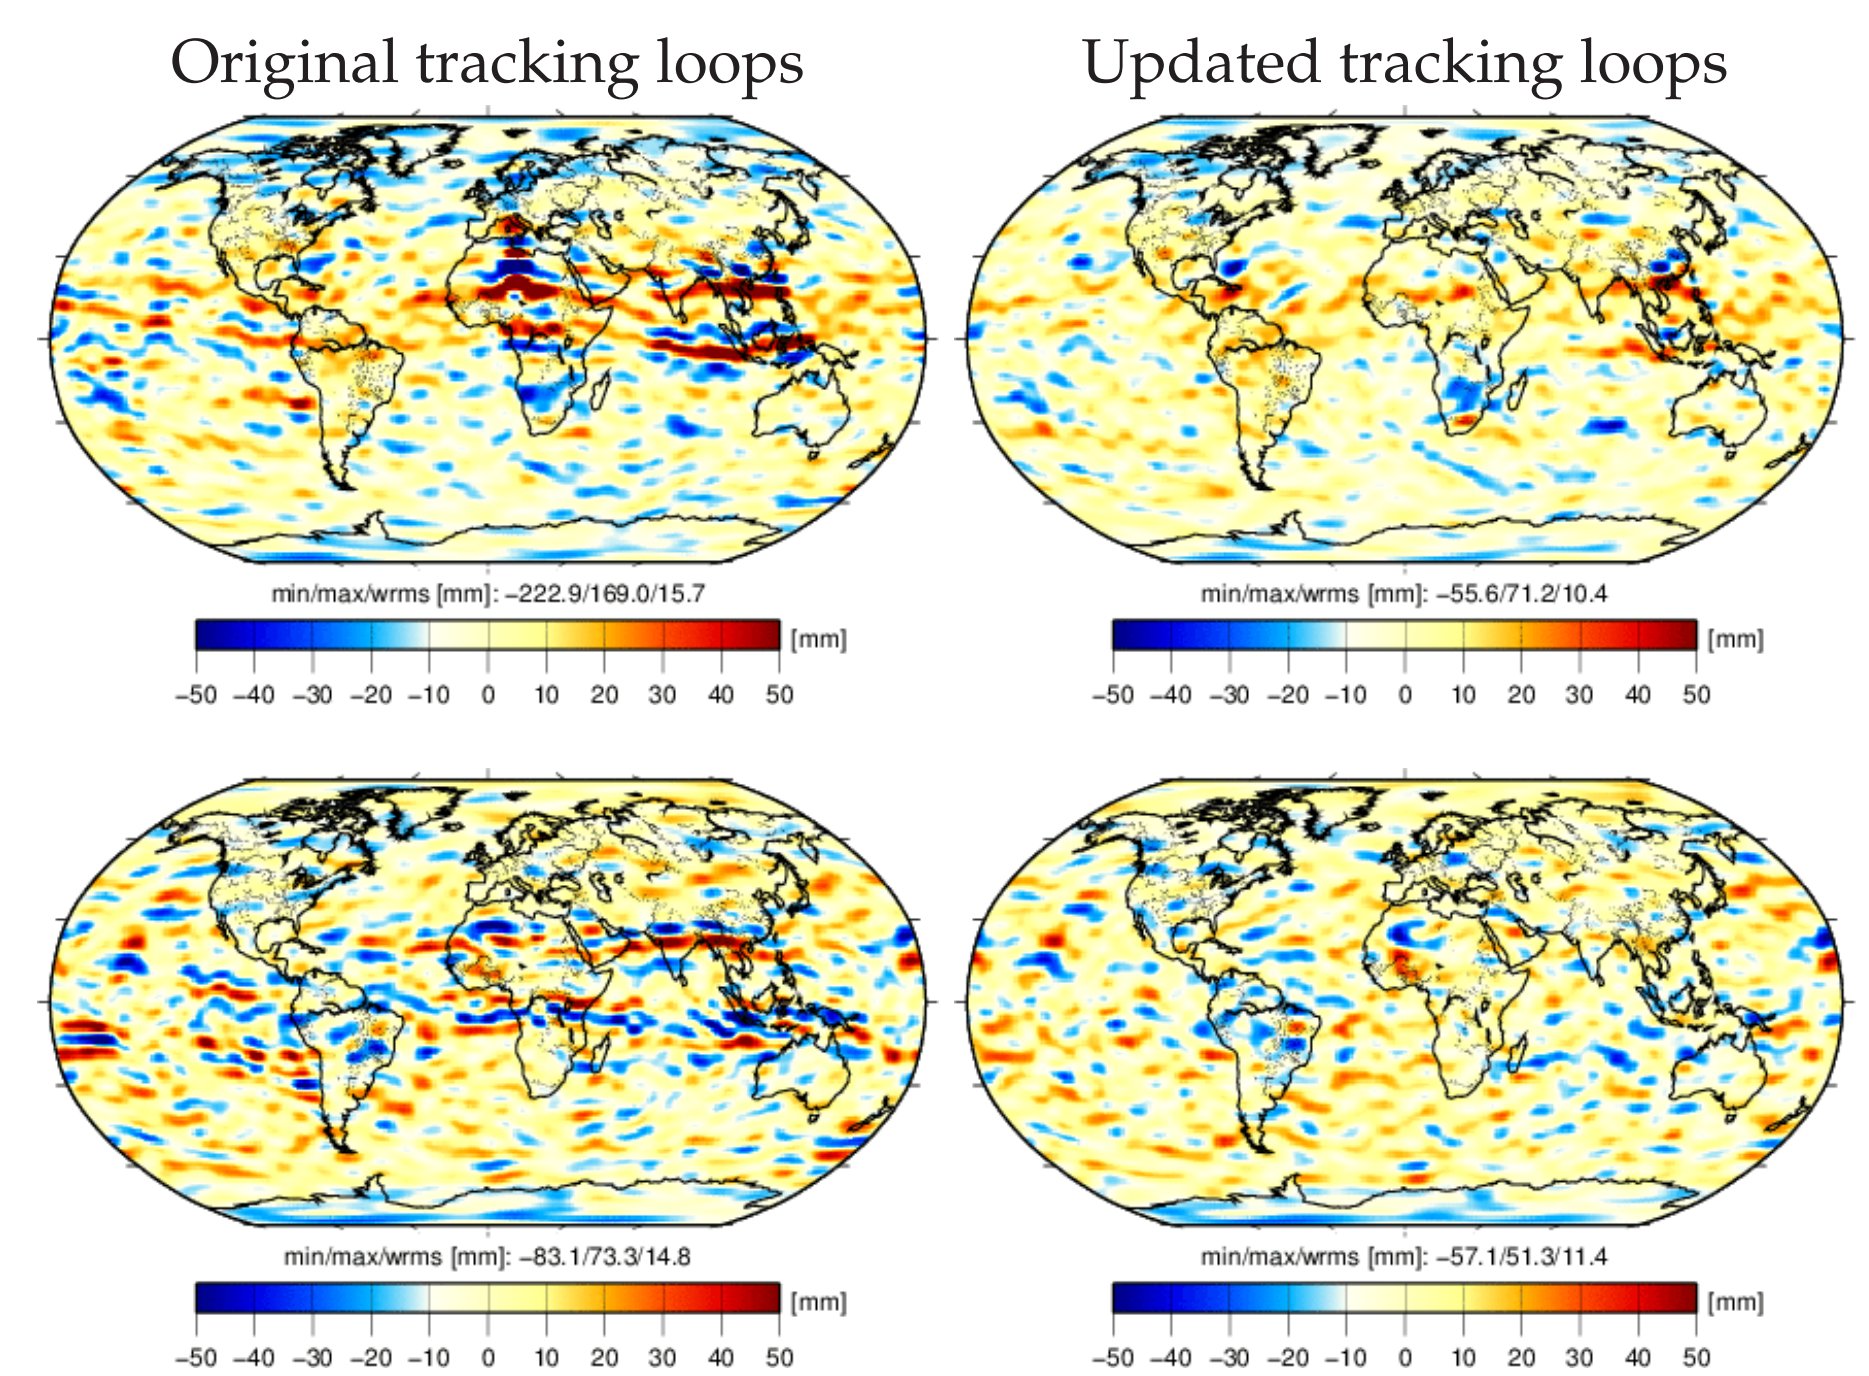 Original tracking loops
Updated tracking loops
min/max/wrms [mm]: −222.9/169.0/15.7
[mm]
−50 −40 −30 −20 −10 0 10 20 30 40 50
min/max/wrms [mm]: −55.6/71.2/10.4
[mm]
−50 −40 −30 −20 −10 0 10 20 30 40 50
min/max/wrms [mm]: −83.1/73.3/14.8
[mm]
−50 −40 −30 −20 −10 0 10 20 30 40 50
min/max/wrms [mm]: −57.1/51.3/11.4
[mm]
−50 −40 −30 −20 −10 0 10 20 30 40 50